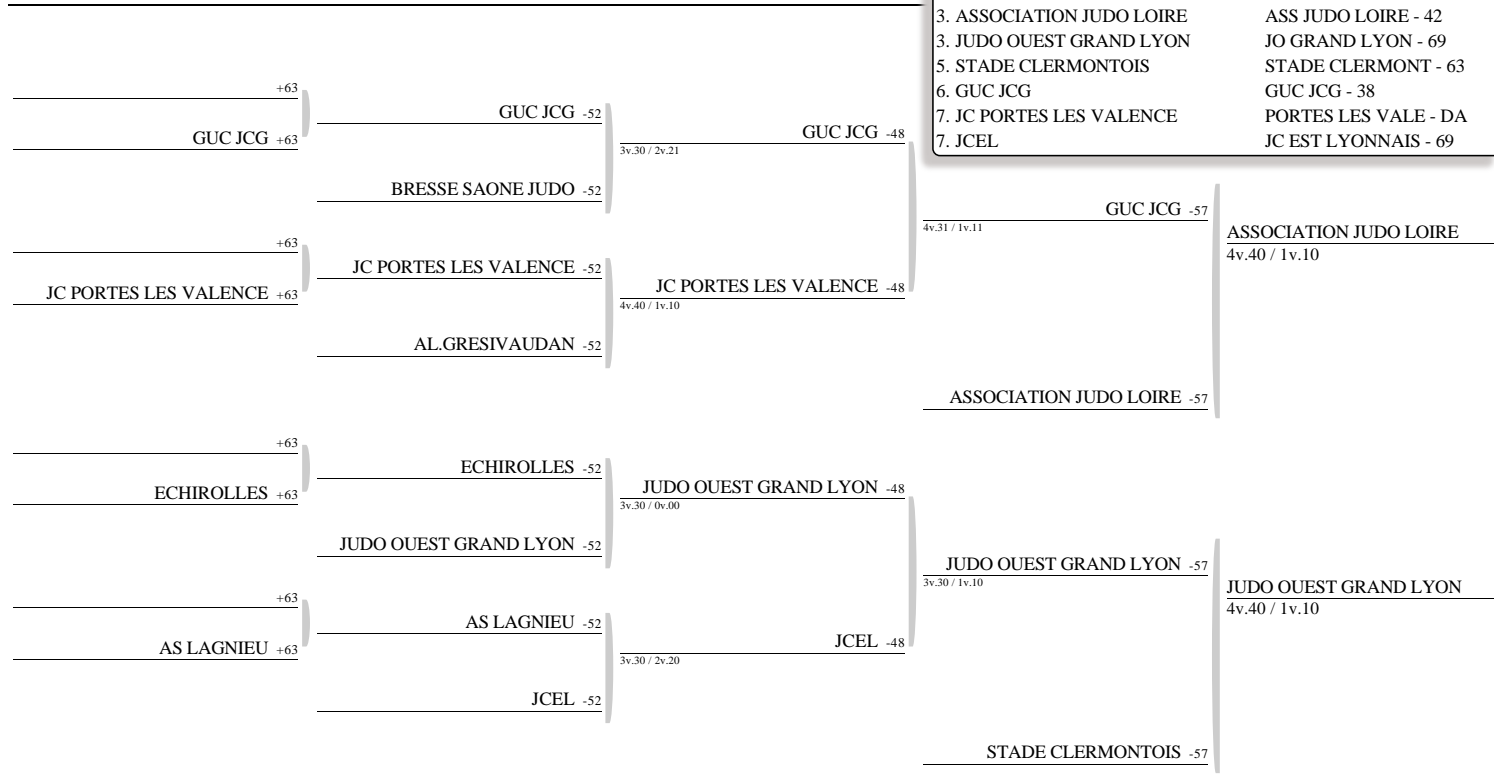 3. ASSOCIATION JUDO LOIRE ASS JUDO LOIRE - 42
3. JUDO OUEST GRAND LYON JO GRAND LYON - 69
5. STADE CLERMONTOIS STADE CLERMONT - 63
6. GUC JCG GUC JCG - 38
7. JC PORTES LES VALENCE PORTES LES VALE - DA
7. JCEL JC EST LYONNAIS - 69
+63
GUC JCG +63
+63
JC PORTES LES VALENCE +63
+63
ECHIROLLES +63
+63
AS LAGNIEU +63
GUC JCG -52
BRESSE SAONE JUDO -52
JC PORTES LES VALENCE -52
AL.GRESIVAUDAN -52
ECHIROLLES -52
JUDO OUEST GRAND LYON -52
AS LAGNIEU -52
JCEL -52
GUC JCG -48
3v.30 / 2v.21
JC PORTES LES VALENCE -48
4v.40 / 1v.10
JUDO OUEST GRAND LYON -48
3v.30 / 0v.00
JCEL -48
3v.30 / 2v.20
GUC JCG -57
4v.31 / 1v.11
ASSOCIATION JUDO LOIRE -57
JUDO OUEST GRAND LYON -57
3v.30 / 1v.10
STADE CLERMONTOIS -57
ASSOCIATION JUDO LOIRE
4v.40 / 1v.10
JUDO OUEST GRAND LYON
4v.40 / 1v.10